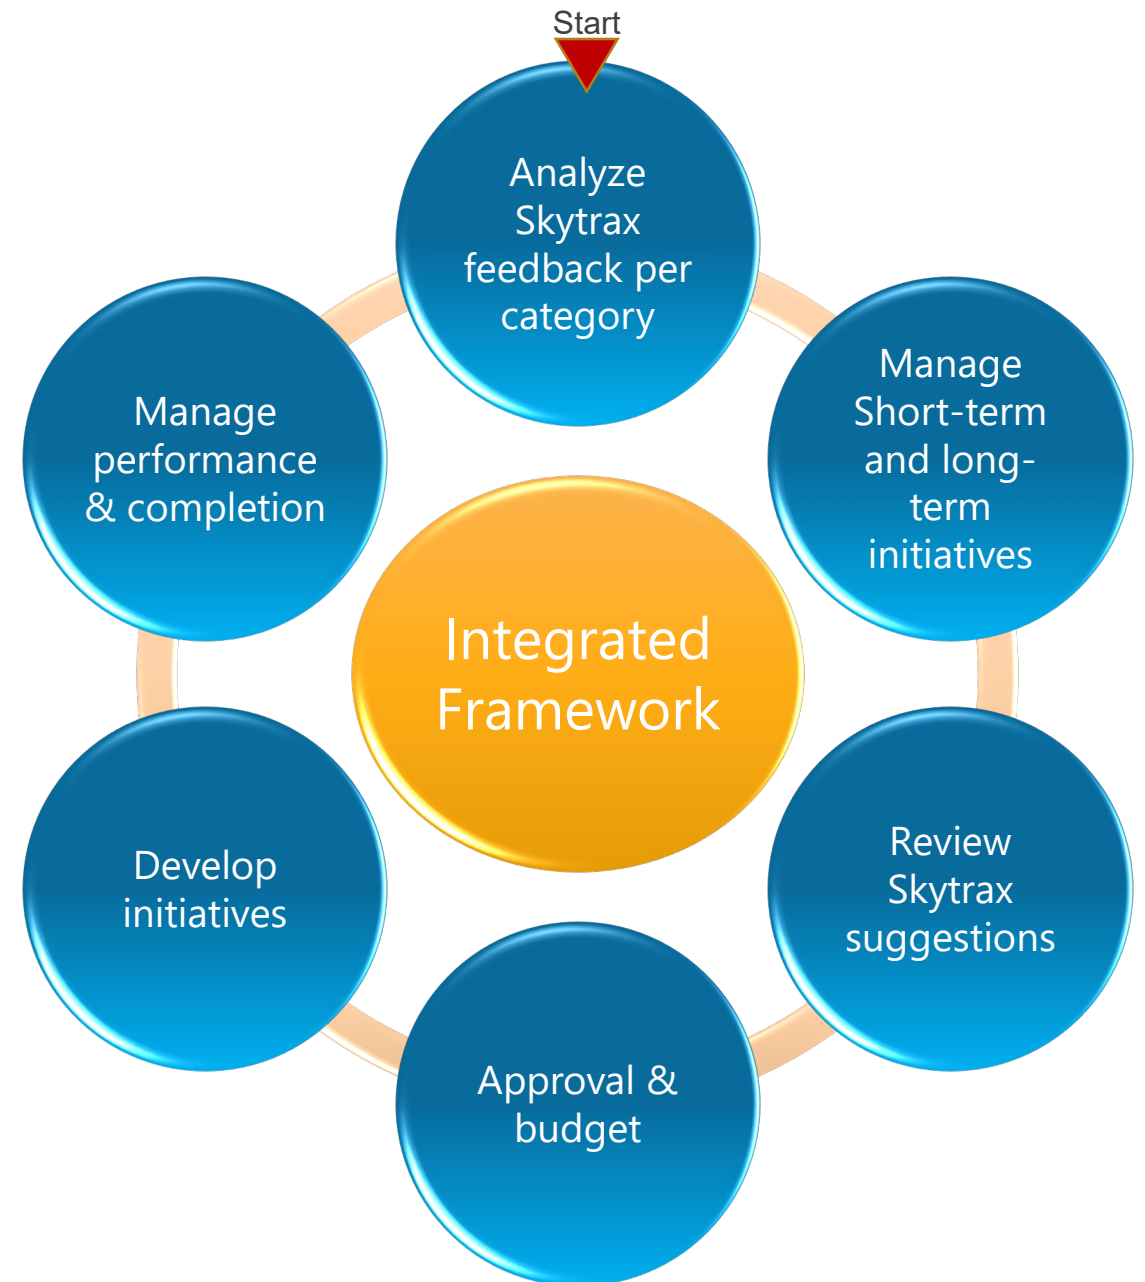 Start
Analyze
Skytrax
feedback per
category
Manage
Short-term
and long-
term
initiatives
Review
Skytrax
suggestions
Approval &
budget
Develop
initiatives
Manage
performance
& completion
Integrated
Framework